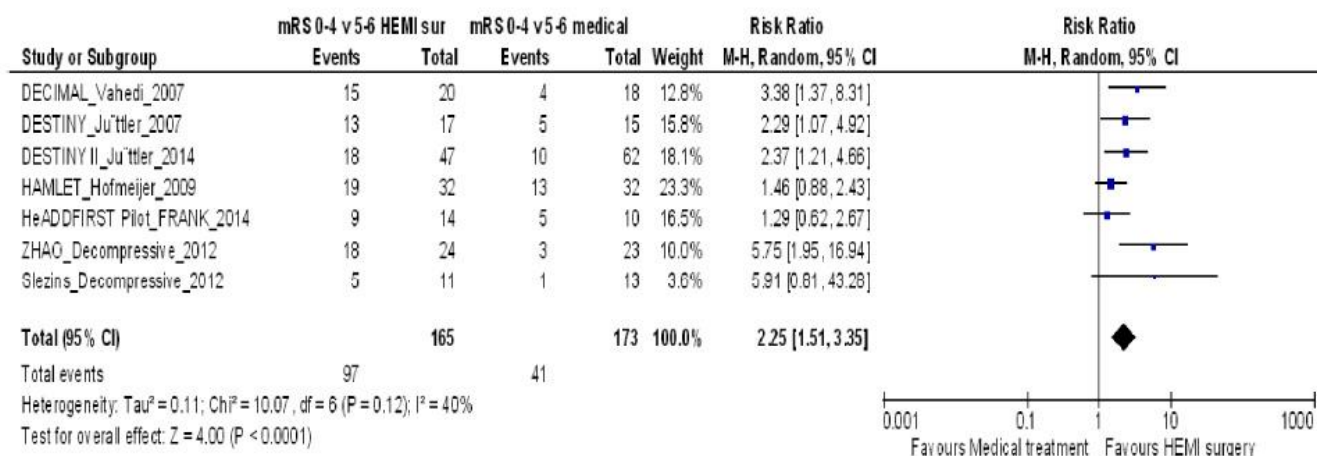 mRS 0-4 v 5-6 HEMI sur mRS 0-4 v 5-6 medical Risk Ratio Risk Ratio
Study or Subgroup Events Total Events Total Weight M-H, Random, 95% CI M-H, Random, 95% CI
DECIMAL_Vahedi_2007 15 20 4 18 12.8% 3.38 [1.37, 8.31]
DESTINY_Ju¨ttler_2007 13 17 5 15 15.8% 2.29 [1.07, 4.92]
DESTINY II_Ju¨ttler_2014 18 47 10 62 18.1% 2.37 [1.21, 4.66]
HAMLET_Hofmeijer_2009 19 32 13 32 23.3% 1.46 [0.88, 2.43]
HeADDFIRST Pilot_FRANK_2014 9 14 5 10 16.5% 1.29 [0.62, 2.67]
ZHAO_Decompressive_2012 18 24 3 23 10.0% 5.75 [1.95, 16.94]
Slezins_Decompressive_2012 5 11 1 13 3.6% 5.91 [0.81, 43.28]
Total (95% CI) 165 173 100.0% 2.25 [1.51, 3.35]
Total events 97 41
Heterogeneity: Tau² = 0.11; Chi² = 10.07, df = 6 (P = 0.12); I² = 40%
Test for overall effect: Z = 4.00 (P < 0.0001)
0.001 0.1 1 10 1000
Favours Medical treatment Favours HEMI surgery